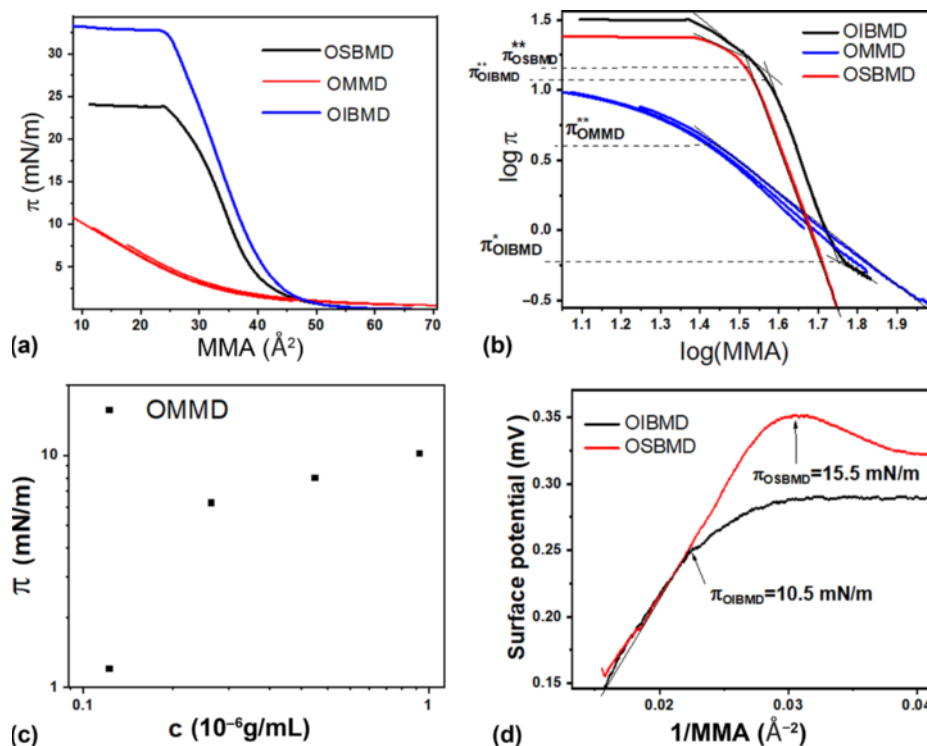 (a)
π (mN/m)
30
25
20
15
10
5
OSBMD
OMMD
OIBMD
10 20 30 40 50 60 70
MMA (Å²)
(b)
log π
1.5
1.0
0.5
0.0
−0.5
π**OSBMD
π**OIBMD
π**OMMD
π*OIBMD
OIBMD
OMMD
OSBMD
1.1 1.2 1.3 1.4 1.5 1.6 1.7 1.8 1.9
log(MMA)
(c)
π (mN/m)
10
1
OMMD
0.1 1
c (10⁻⁶g/mL)
(d)
Surface potential (mV)
0.35
0.30
0.25
0.20
0.15
OIBMD
OSBMD
πOSBMD=15.5 mN/m
πOIBMD=10.5 mN/m
0.02 0.03
1/MMA (Å⁻²)